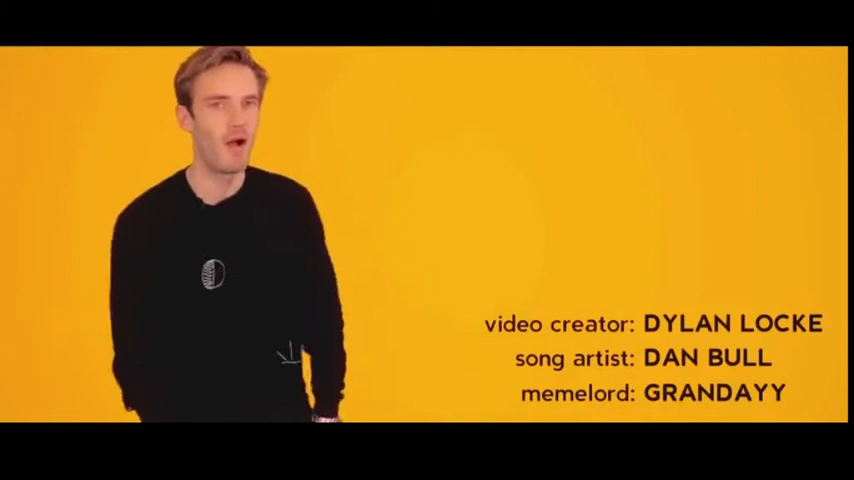 video creator: DYLAN LOCKE
song artist: DAN BULL
memelord: GRANDAYY